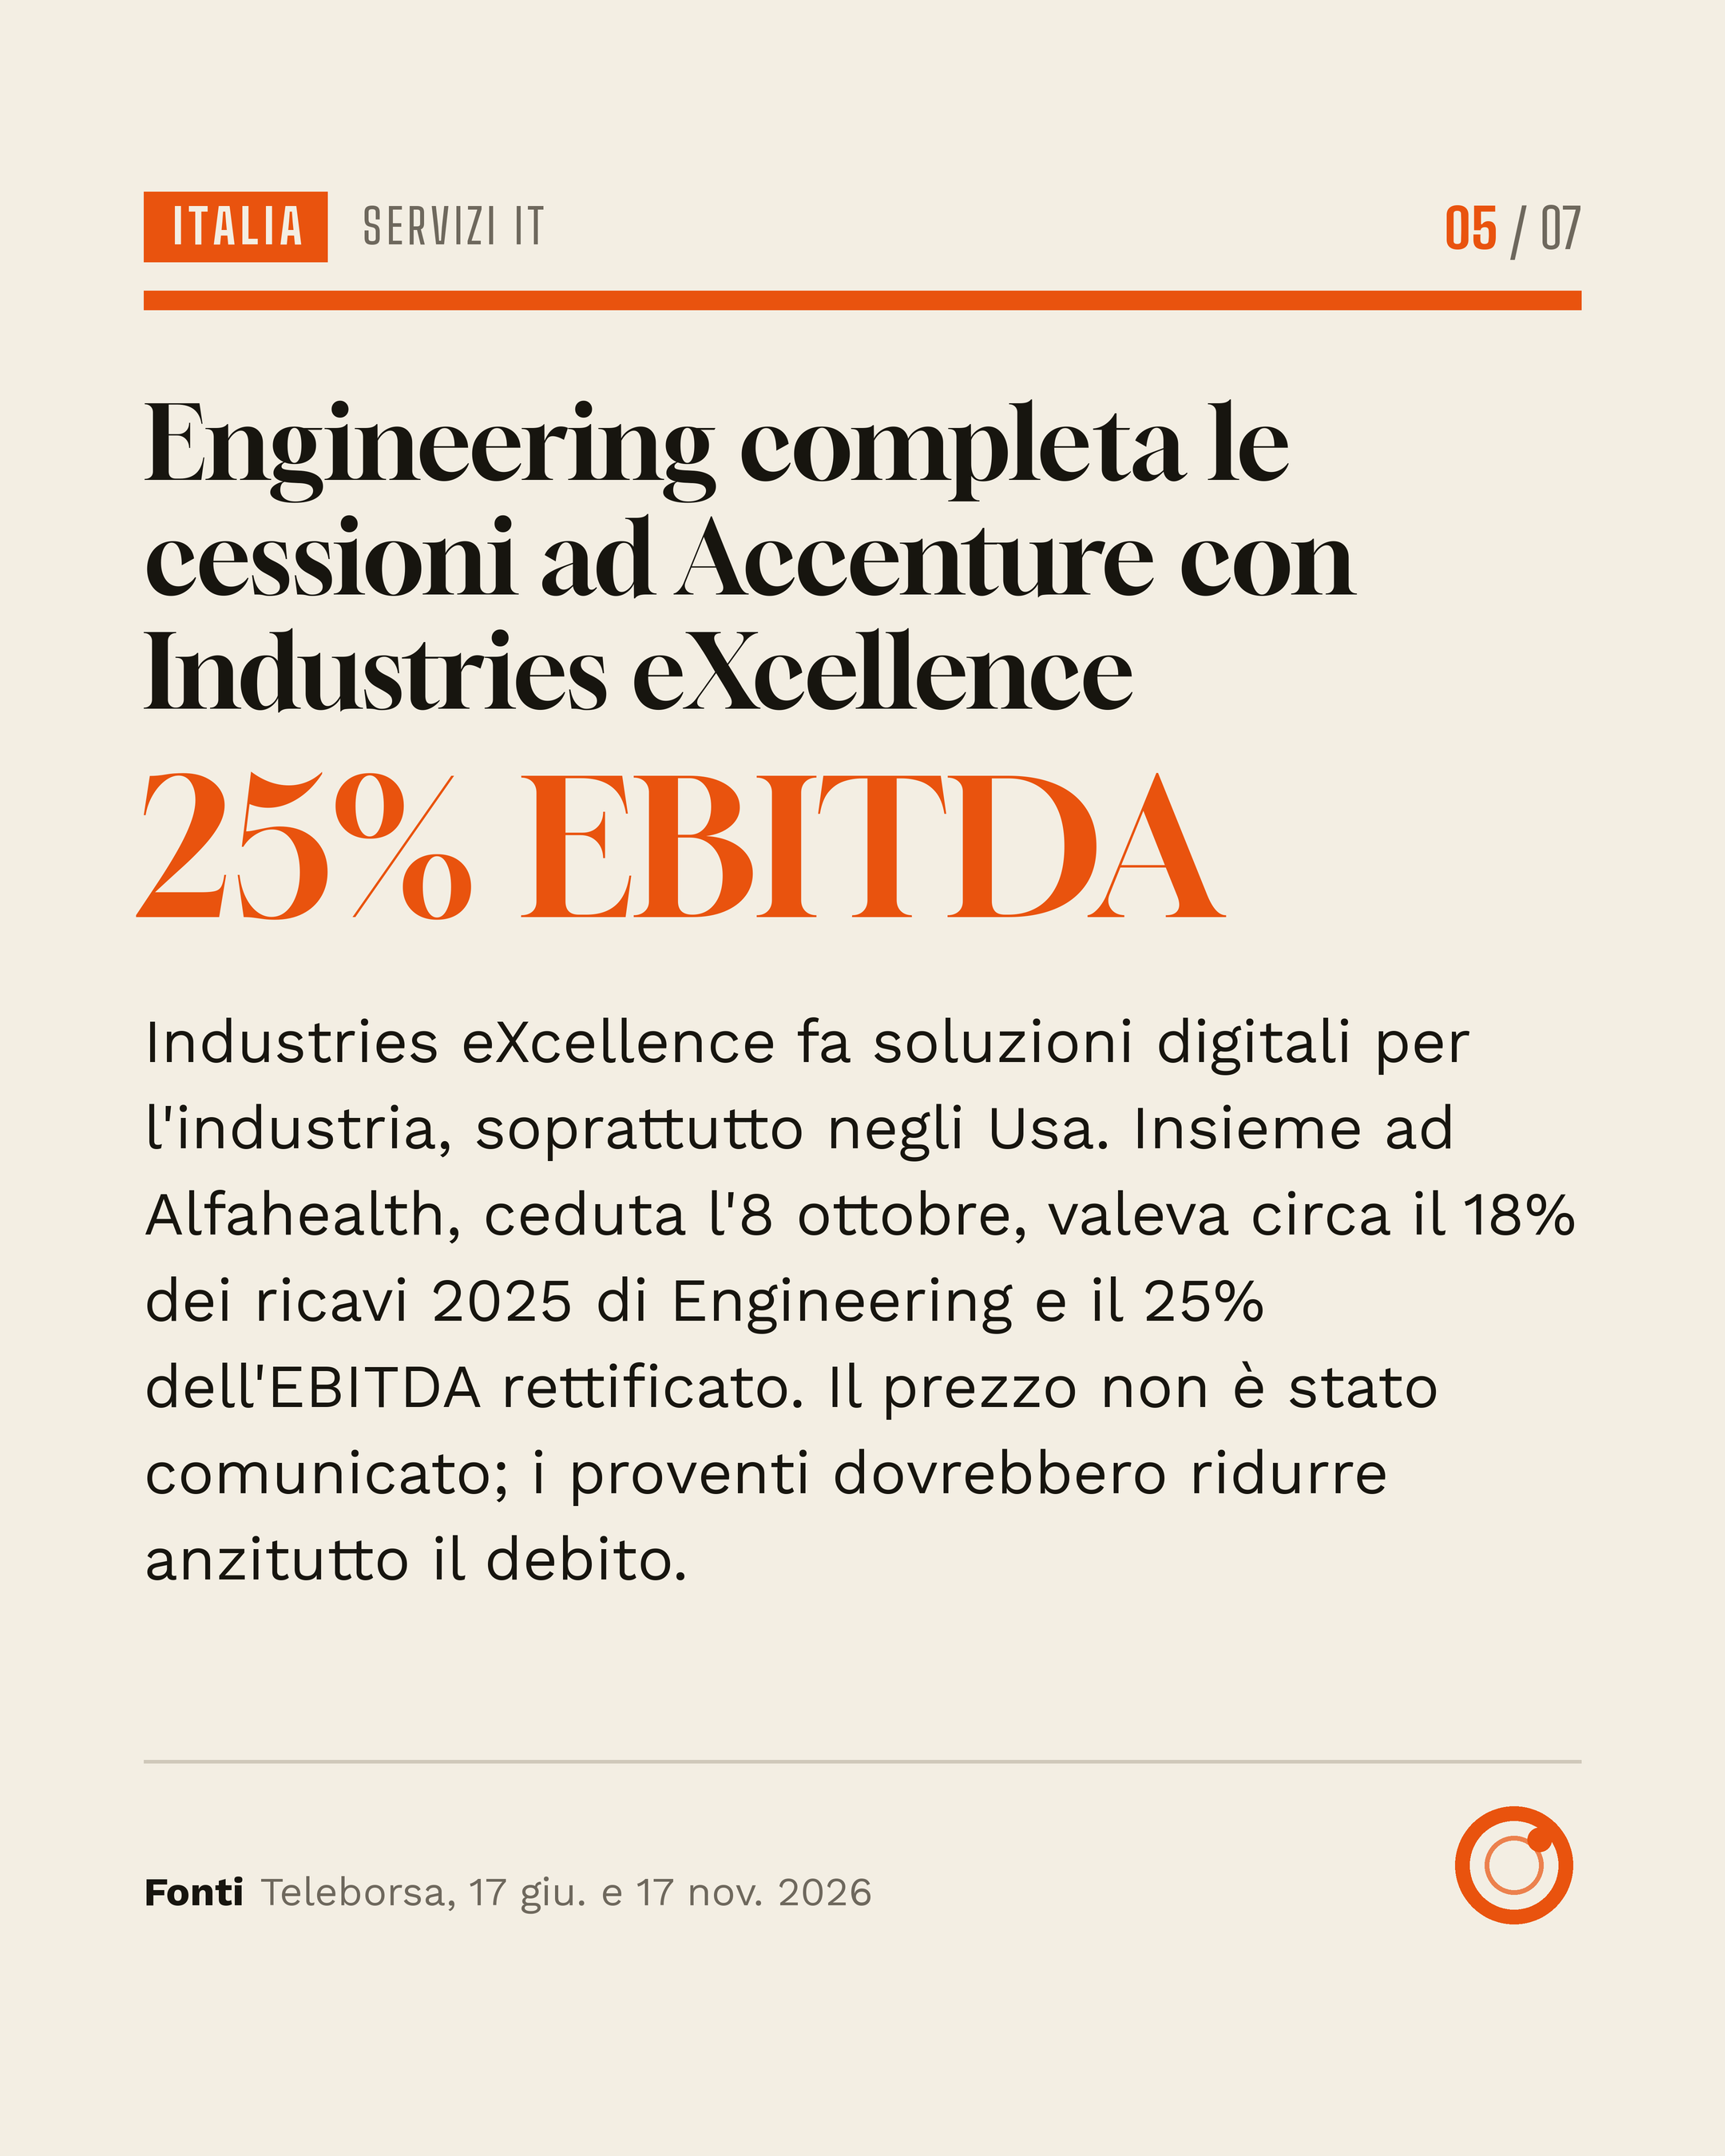 ITALIA SERVIZI IT 05 / 07
Engineering completa le
cessioni ad Accenture con
Industries eXcellence
25% EBITDA
Industries eXcellence fa soluzioni digitali per
l'industria, soprattutto negli Usa. Insieme ad
Alfahealth, ceduta l'8 ottobre, valeva circa il 18%
dei ricavi 2025 di Engineering e il 25%
dell'EBITDA rettificato. Il prezzo non è stato
comunicato; i proventi dovrebbero ridurre
anzitutto il debito.
Fonti Teleborsa, 17 giu. e 17 nov. 2026